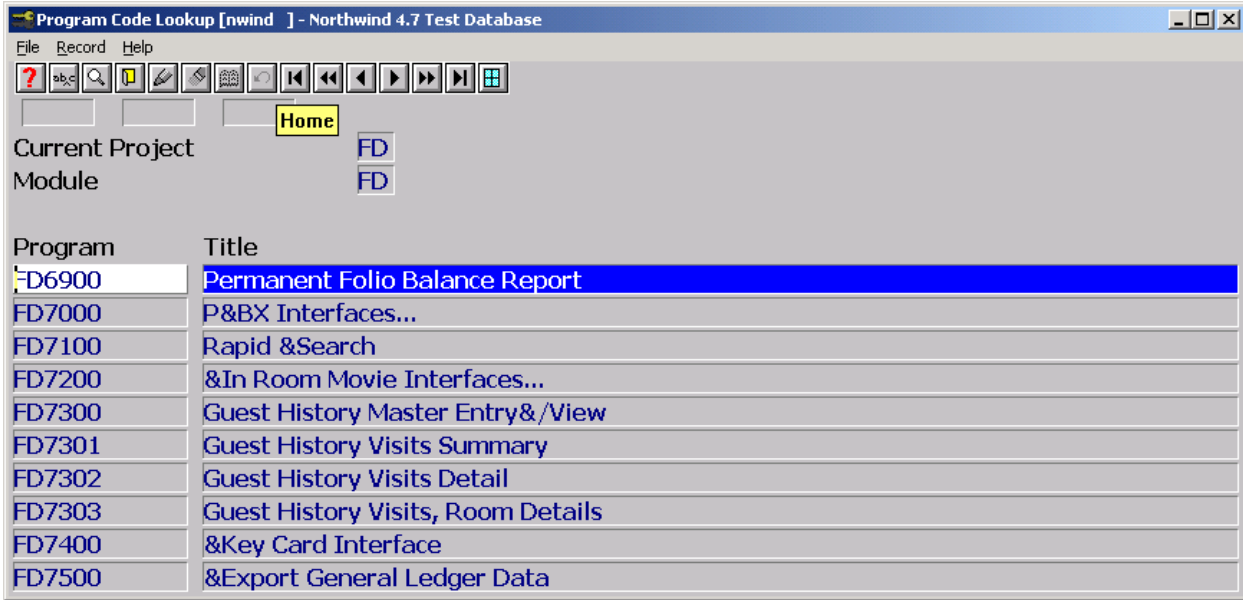 Program Code Lookup [nwind   ] - Northwind 4.7 Test Database
File Record Help
? abc
Home
Current Project FD
Module FD
Program Title
FD6900 Permanent Folio Balance Report
FD7000 P&BX Interfaces...
FD7100 Rapid &Search
FD7200 &In Room Movie Interfaces...
FD7300 Guest History Master Entry&/View
FD7301 Guest History Visits Summary
FD7302 Guest History Visits Detail
FD7303 Guest History Visits, Room Details
FD7400 &Key Card Interface
FD7500 &Export General Ledger Data